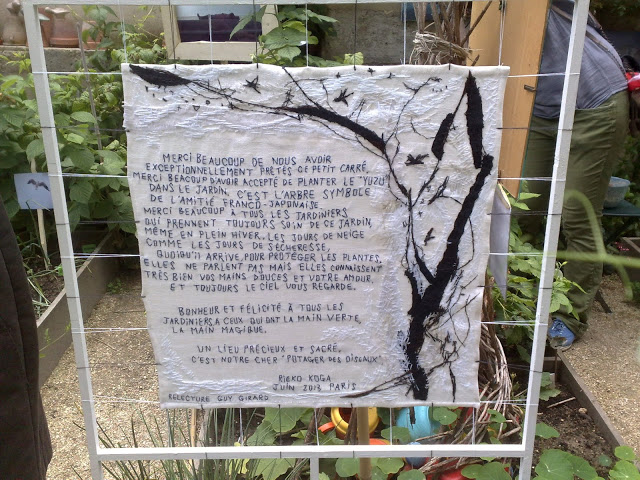 MERCI BEAUCOUP DE NOUS AVOIR
EXCEPTIONNELLEMENT PRÊTÉS CE PETIT CARRÉ.
MERCI BEACOUP D'AVOIR ACCEPTÉ DE PLANTER LE "YUZU"
DANS LE JARDIN. C'EST L'ARBRE SYMBOLE
DE L'AMITIÉ FRANCO-JAPONAISE.
MERCI BEAUCOUP À TOUS LES JARDINIERS
QUI PRENNENT TOUJOURS SOIN DE CE JARDIN,
MÊME EN PLEIN HIVER, LES JOURS DE NEIGE
COMME LES JOURS DE SÉCHERESSE,
QUOIQU'IL ARRIVE, POUR PROTÉGER LES PLANTES,
ELLES NE PARLENT PAS MAIS ELLES CONNAISSENT
TRÈS BIEN VOS MAINS DOUCES ET VOTRE AMOUR,
ET TOUJOURS LE CIEL VOUS REGARDE.
BONHEUR ET FÉLICITÉ À TOUS LES
JARDINIERS À CEUX QUI ONT LA MAIN VERTE
LA MAIN MAGIQUE.
UN LIEU PRÉCIEUX ET SACRÉ,
C'EST NOTRE CHER "POTAGER DES OISEAUX"
RIEKO KOGA
JUIN 2013 PARIS
RELECTURE GUY GIRARD